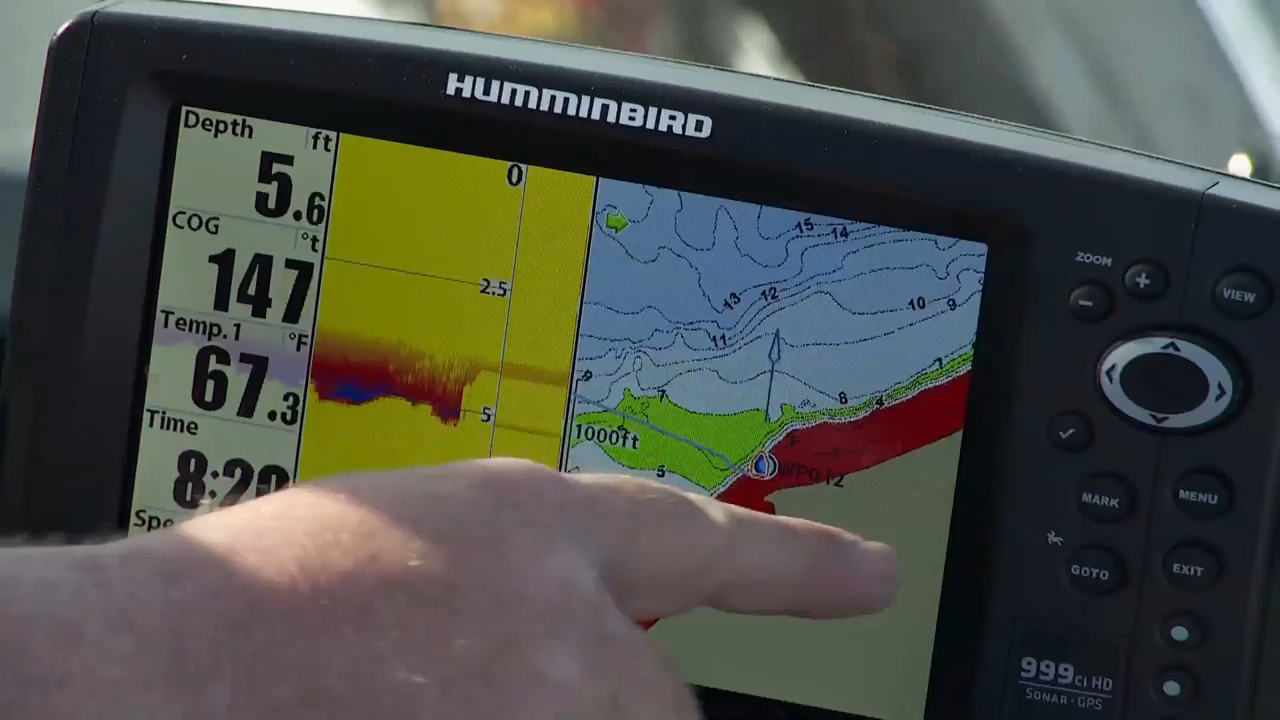 HUMMINBIRD
Depth
ft
5.6
COG
°t
147
Temp.1
°F
67.3
Time
8:20
0
2.5
5
15
14
13
12
11
10
9
7
8
7
5
1000ft
ZOOM
-
+
VIEW
MARK
MENU
GOTO
EXIT
999ci HD
SONAR·GPS